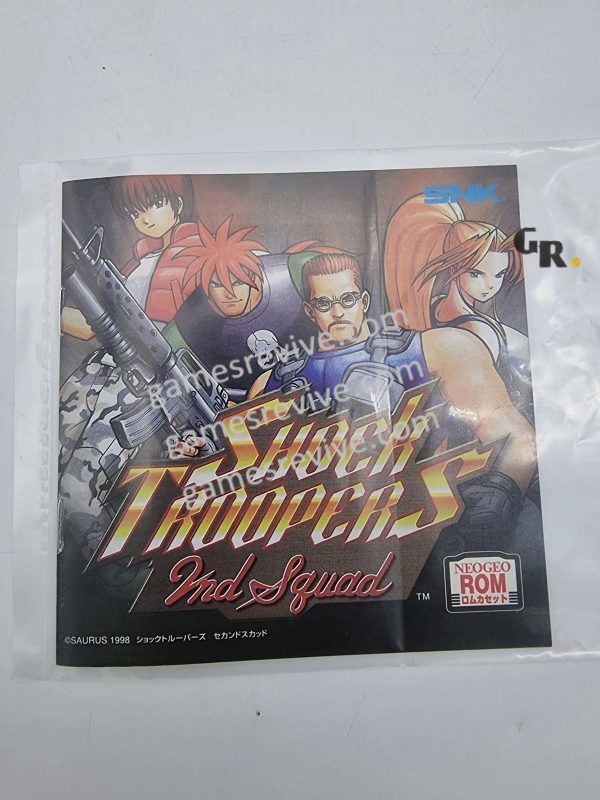 SNK
GR.
gamesrevive.com
gamesrevive.com
gamesrevive.com
SHOCK
TROOPERS
2nd Squad
TM
NEOGEO
ROM
ロムカセット
©SAURUS 1998 ショックトルーパーズ セカンドスカッド